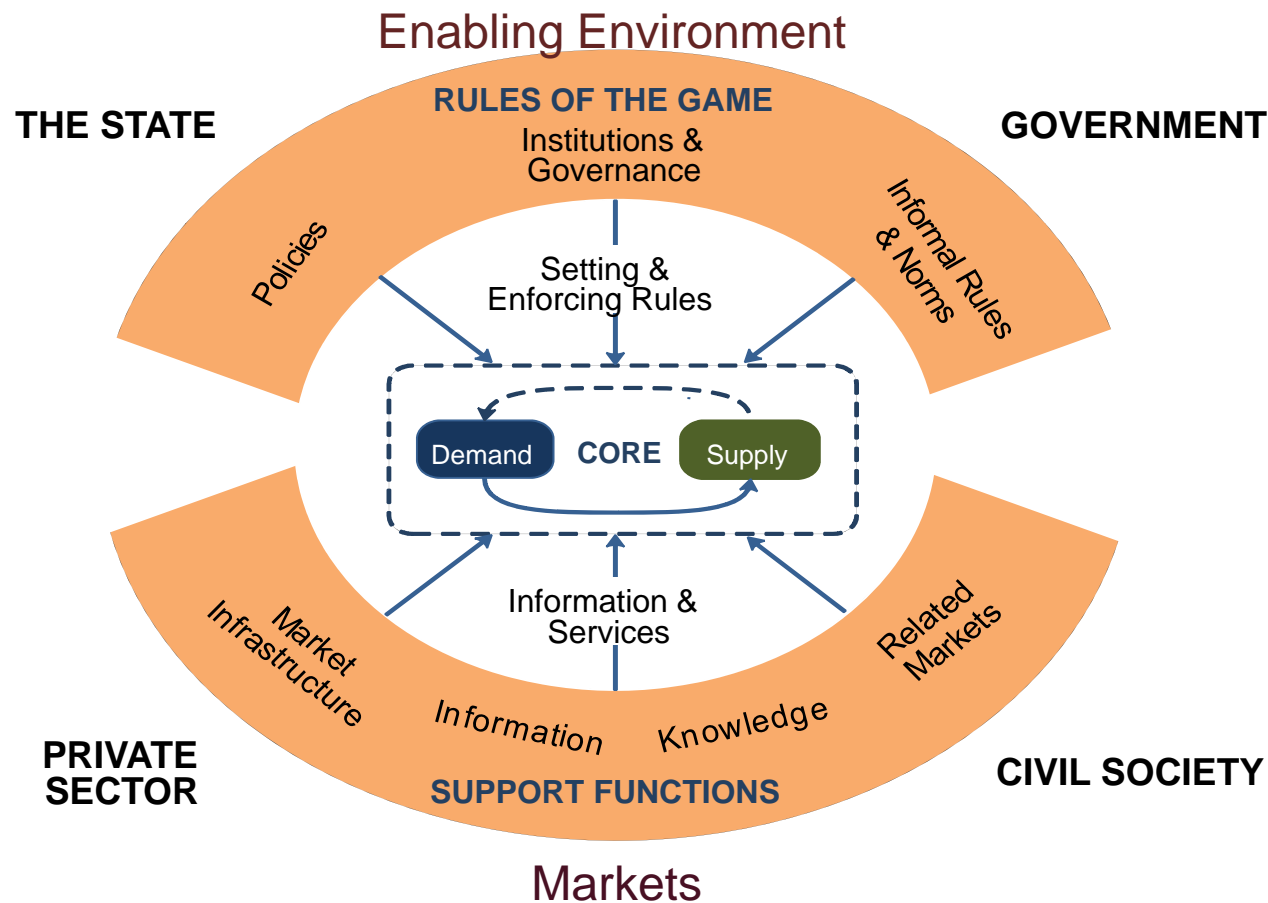 Enabling Environment
RULES OF THE GAME
THE STATE
GOVERNMENT
Institutions &
Governance
Policies
Informal Rules
& Norms
Setting &
Enforcing Rules
Demand
CORE
Supply
Information &
Services
Market
Infrastructure
Information
Knowledge
Related
Markets
PRIVATE
SECTOR
SUPPORT FUNCTIONS
CIVIL SOCIETY
Markets